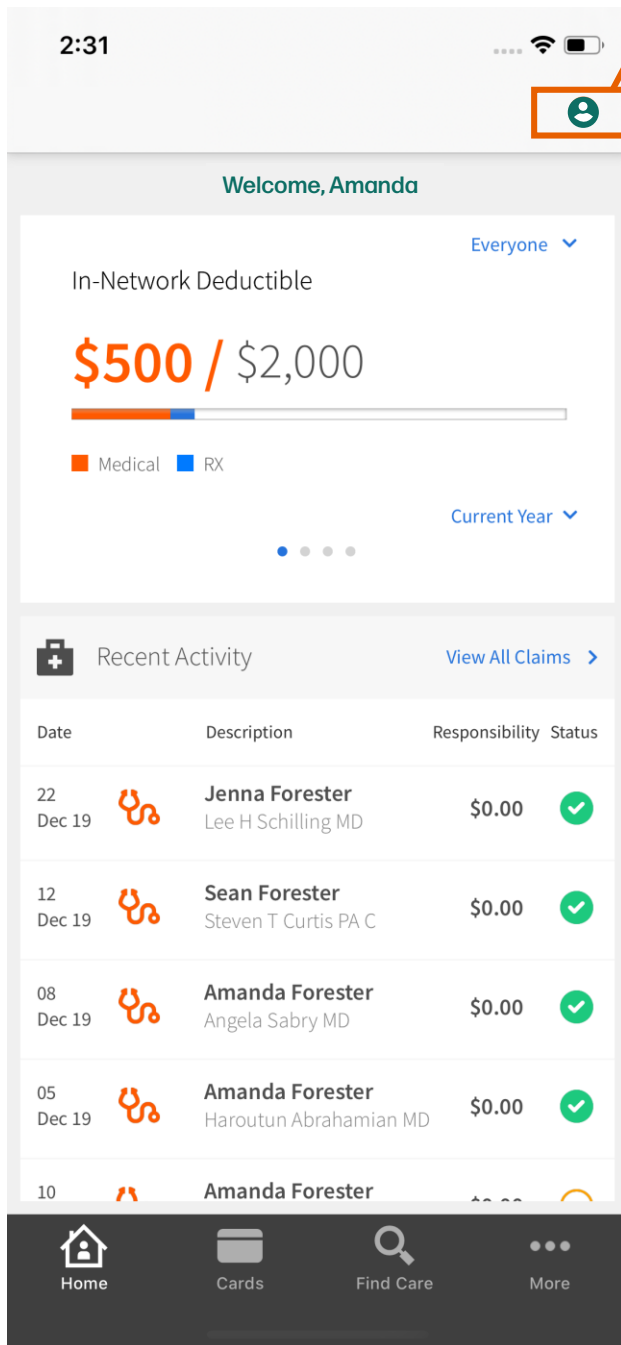 2:31
Welcome, Amanda
Everyone
In-Network Deductible
$500 / $2,000
Medical RX
Current Year
Recent Activity View All Claims
Date Description Responsibility Status
22 Jenna Forester
Dec 19 Lee H Schilling MD $0.00
12 Sean Forester
Dec 19 Steven T Curtis PA C $0.00
08 Amanda Forester
Dec 19 Angela Sabry MD $0.00
05 Amanda Forester
Dec 19 Haroutun Abrahamian MD $0.00
10 Amanda Forester
Home Cards Find Care More